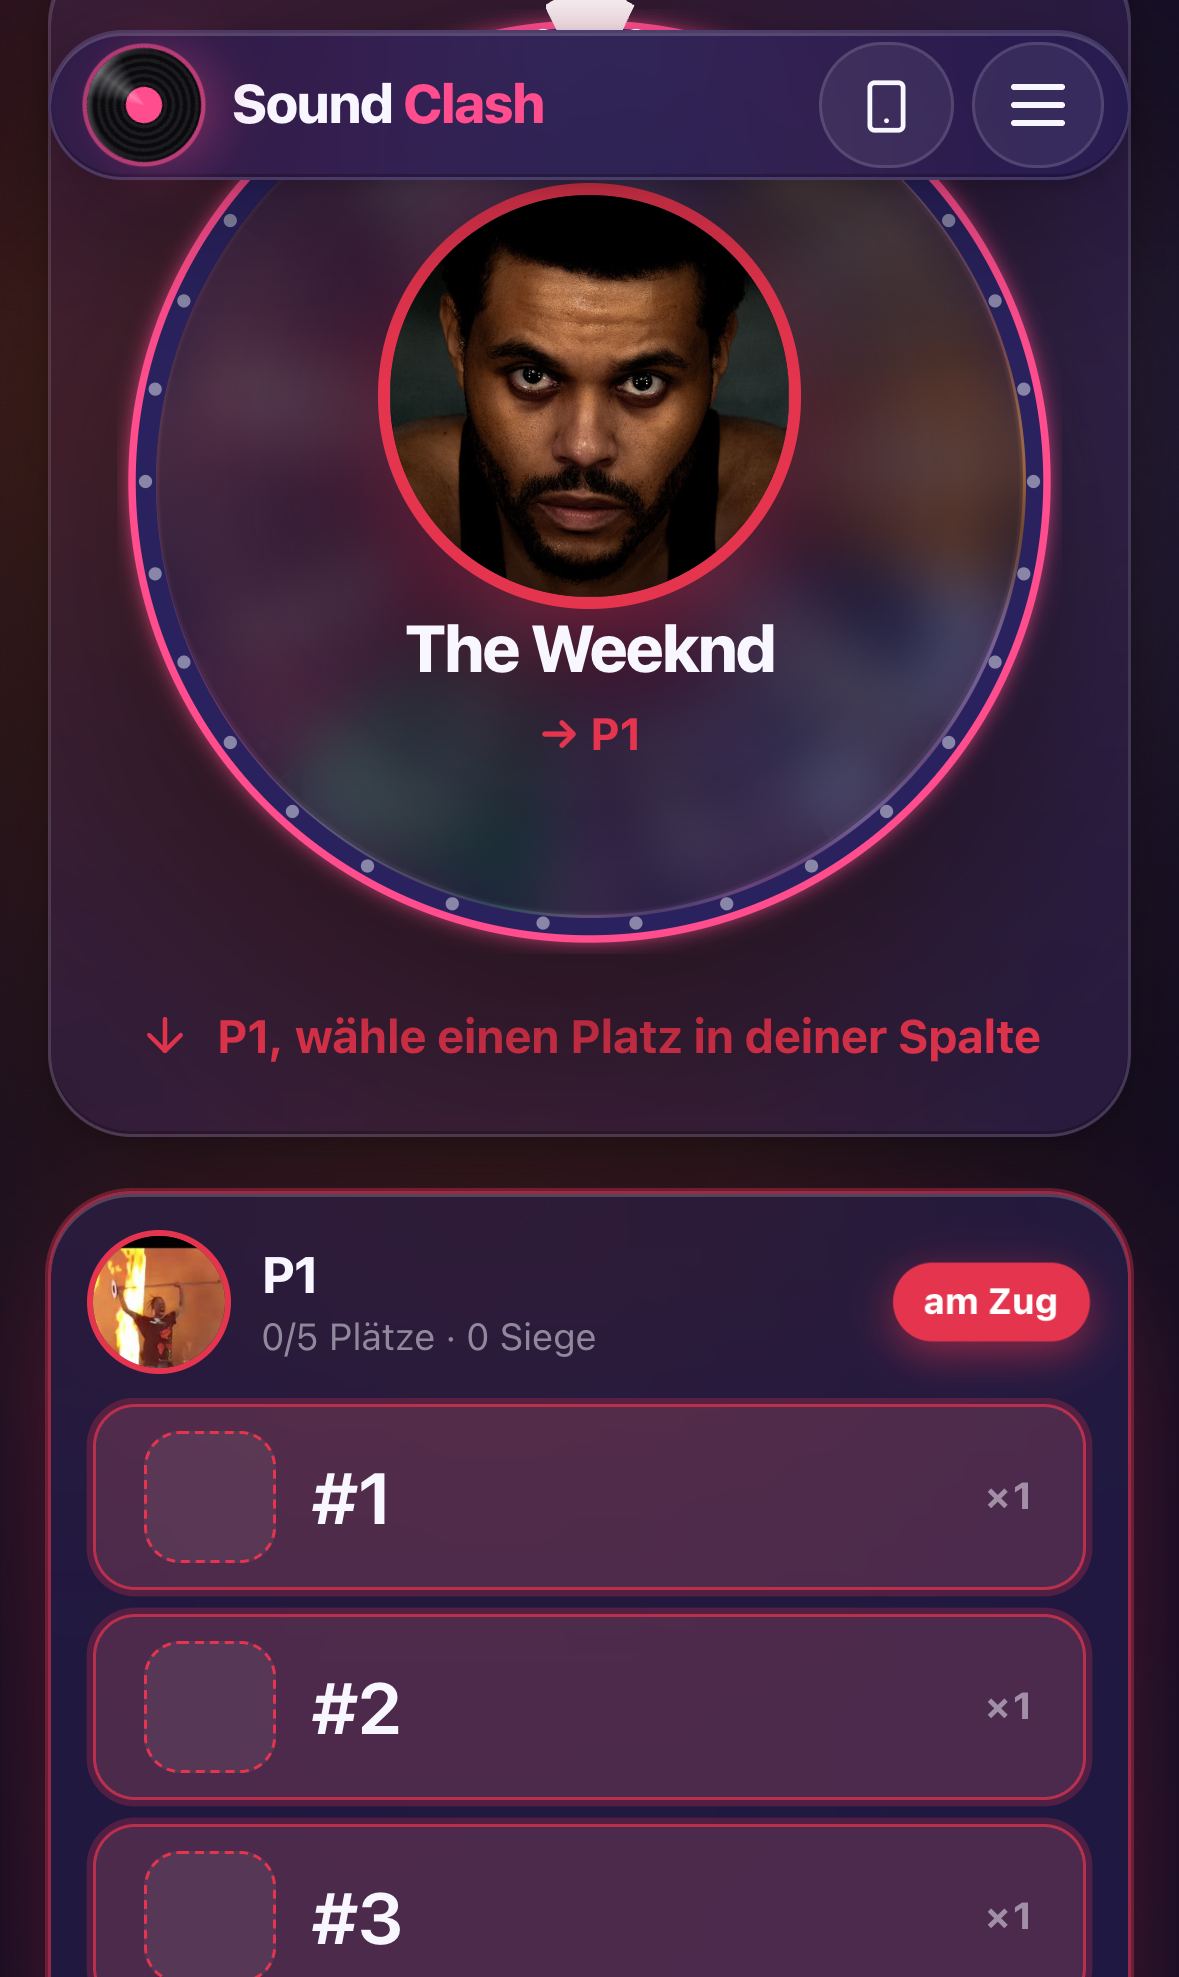 Sound Clash
The Weeknd
→ P1
↓ P1, wähle einen Platz in deiner Spalte
P1
0/5 Plätze · 0 Siege
am Zug
#1 ×1
#2 ×1
#3 ×1